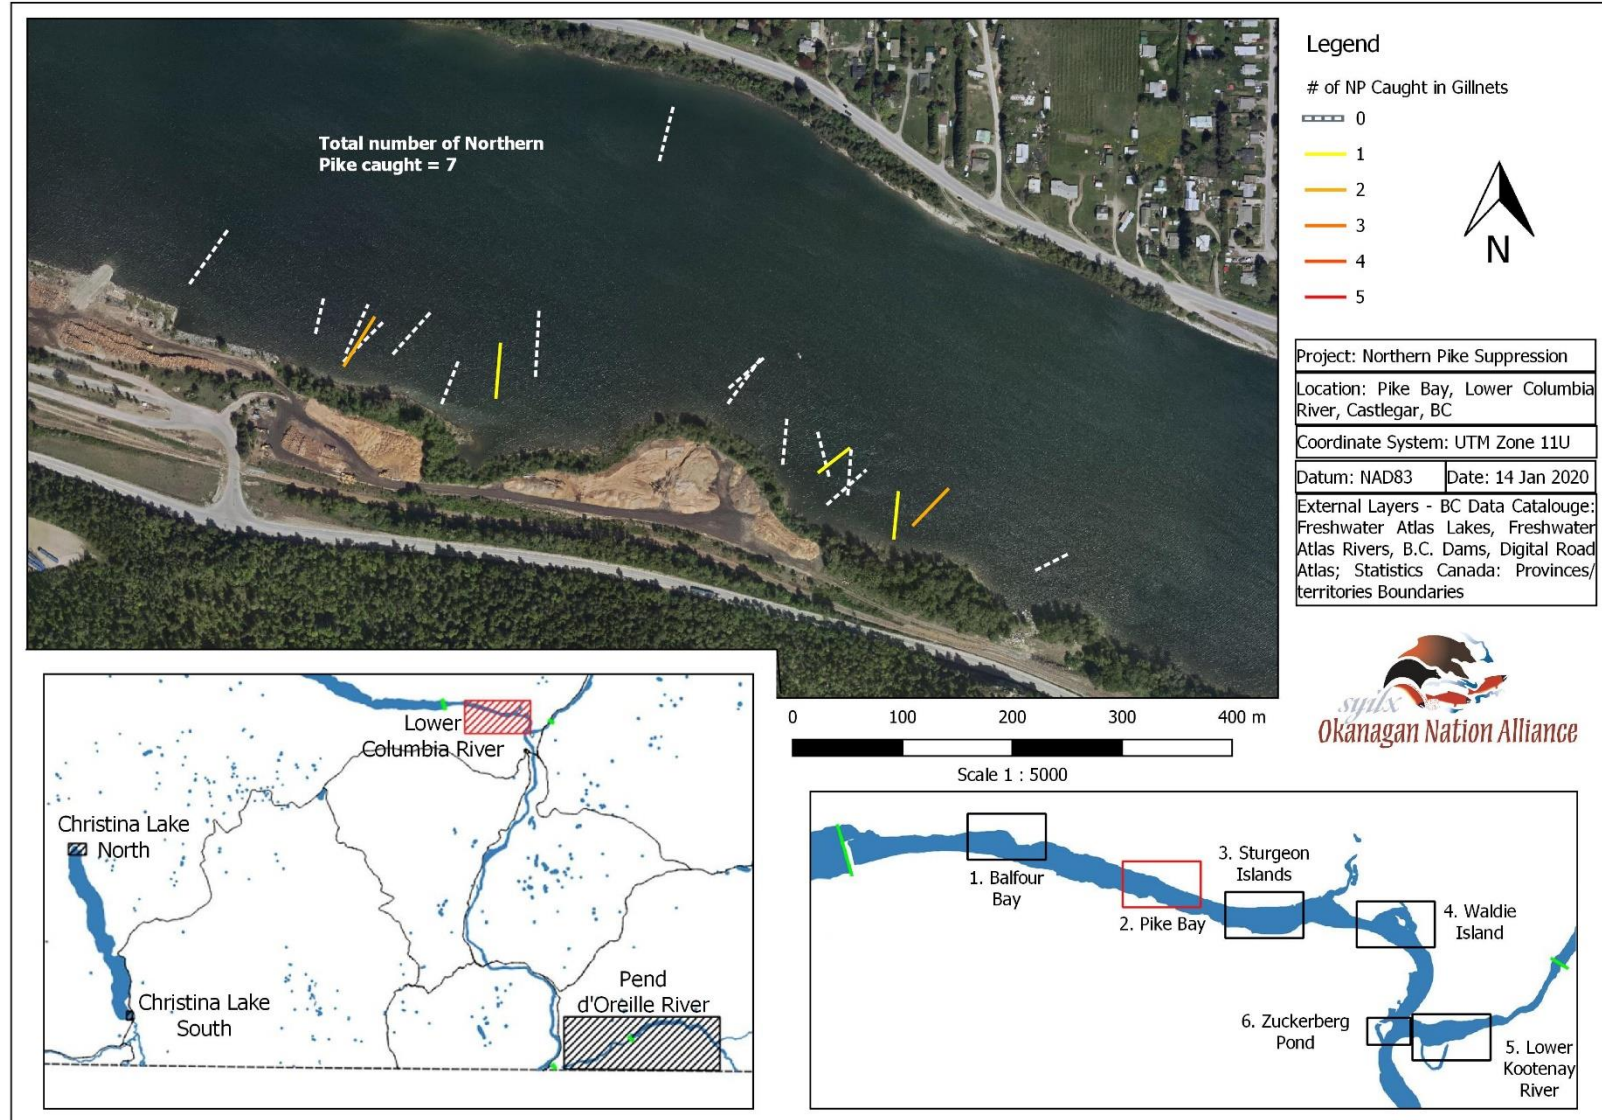 Total number of Northern
Pike caught = 7
Legend
# of NP Caught in Gillnets
0
1
2
3
4
5
N
Project: Northern Pike Suppression
Location: Pike Bay, Lower Columbia
River, Castlegar, BC
Coordinate System: UTM Zone 11U
Datum: NAD83
Date: 14 Jan 2020
External Layers - BC Data Catalouge:
Freshwater Atlas Lakes, Freshwater
Atlas Rivers, B.C. Dams, Digital Road
Atlas; Statistics Canada: Provinces/
territories Boundaries
syilx
Okanagan Nation Alliance
0 100 200 300 400 m
Scale 1 : 5000
Lower
Columbia River
Christina Lake
North
Christina Lake
South
Pend
d'Oreille River
1. Balfour
Bay
2. Pike Bay
3. Sturgeon
Islands
4. Waldie
Island
6. Zuckerberg
Pond
5. Lower
Kootenay
River